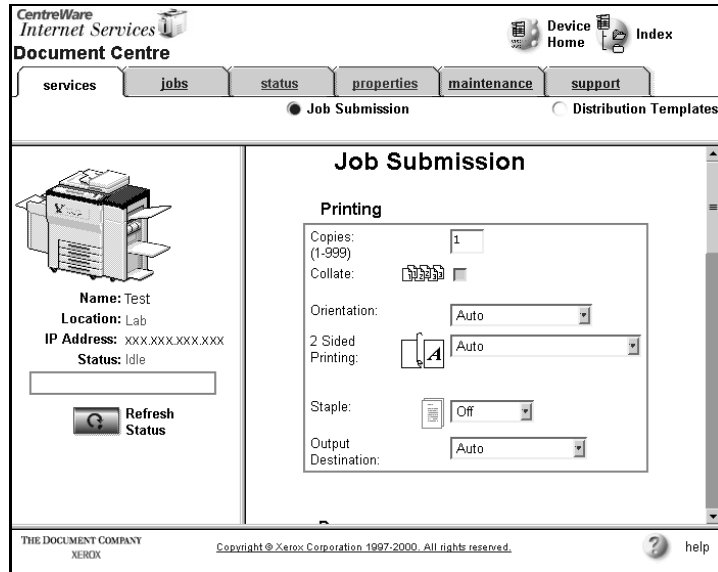 CentreWare
Internet Services
Document Centre
Device
Home
Index
services
jobs
status
properties
maintenance
support
Job Submission
Distribution Templates
Name: Test
Location: Lab
IP Address: xxx.xxx.xxx.xxx
Status: Idle
Refresh
Status
Job Submission
Printing
Copies:
(1-999)
1
Collate:
Orientation:
Auto
2 Sided
Printing:
A
Auto
Staple:
Off
Output
Destination:
Auto
THE DOCUMENT COMPANY
XEROX
Copyright © Xerox Corporation 1997-2000. All rights reserved.
? help